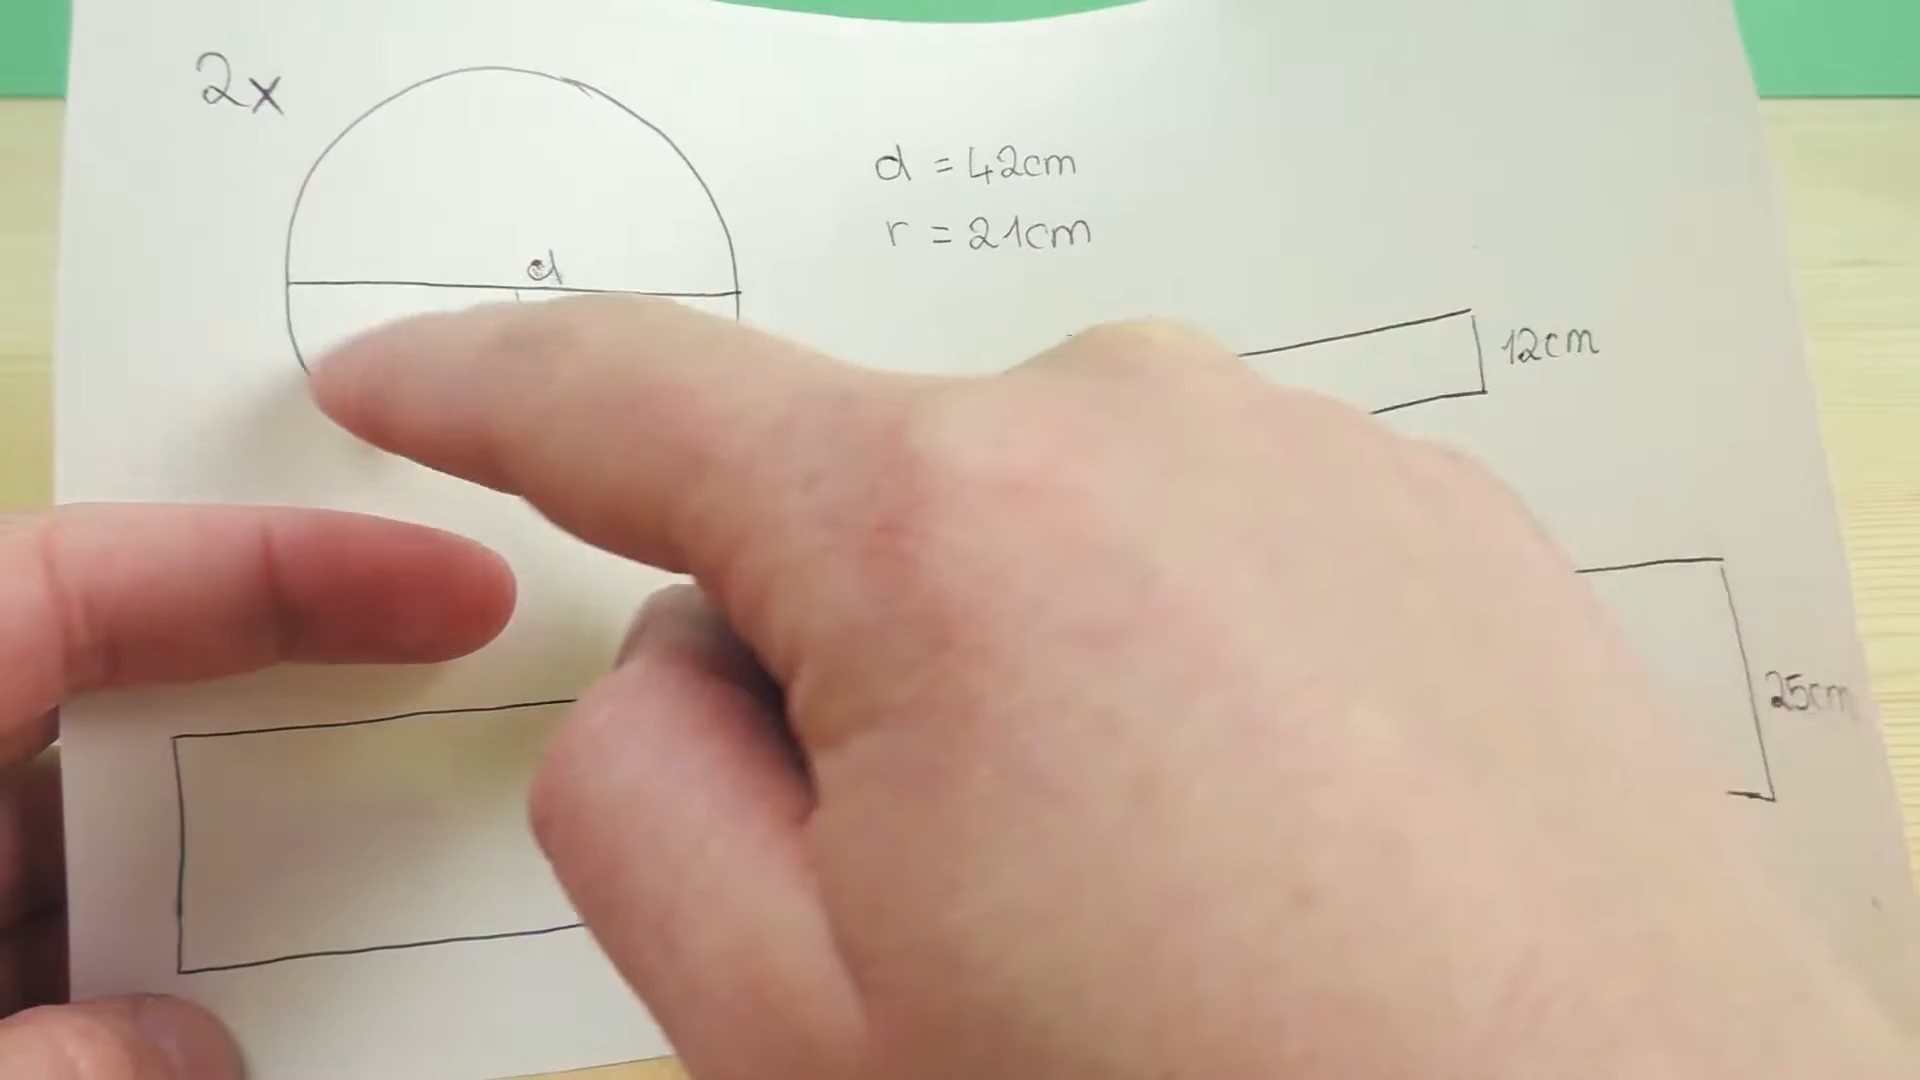 2x
d = 42cm
r = 21cm
d
12cm
25cm